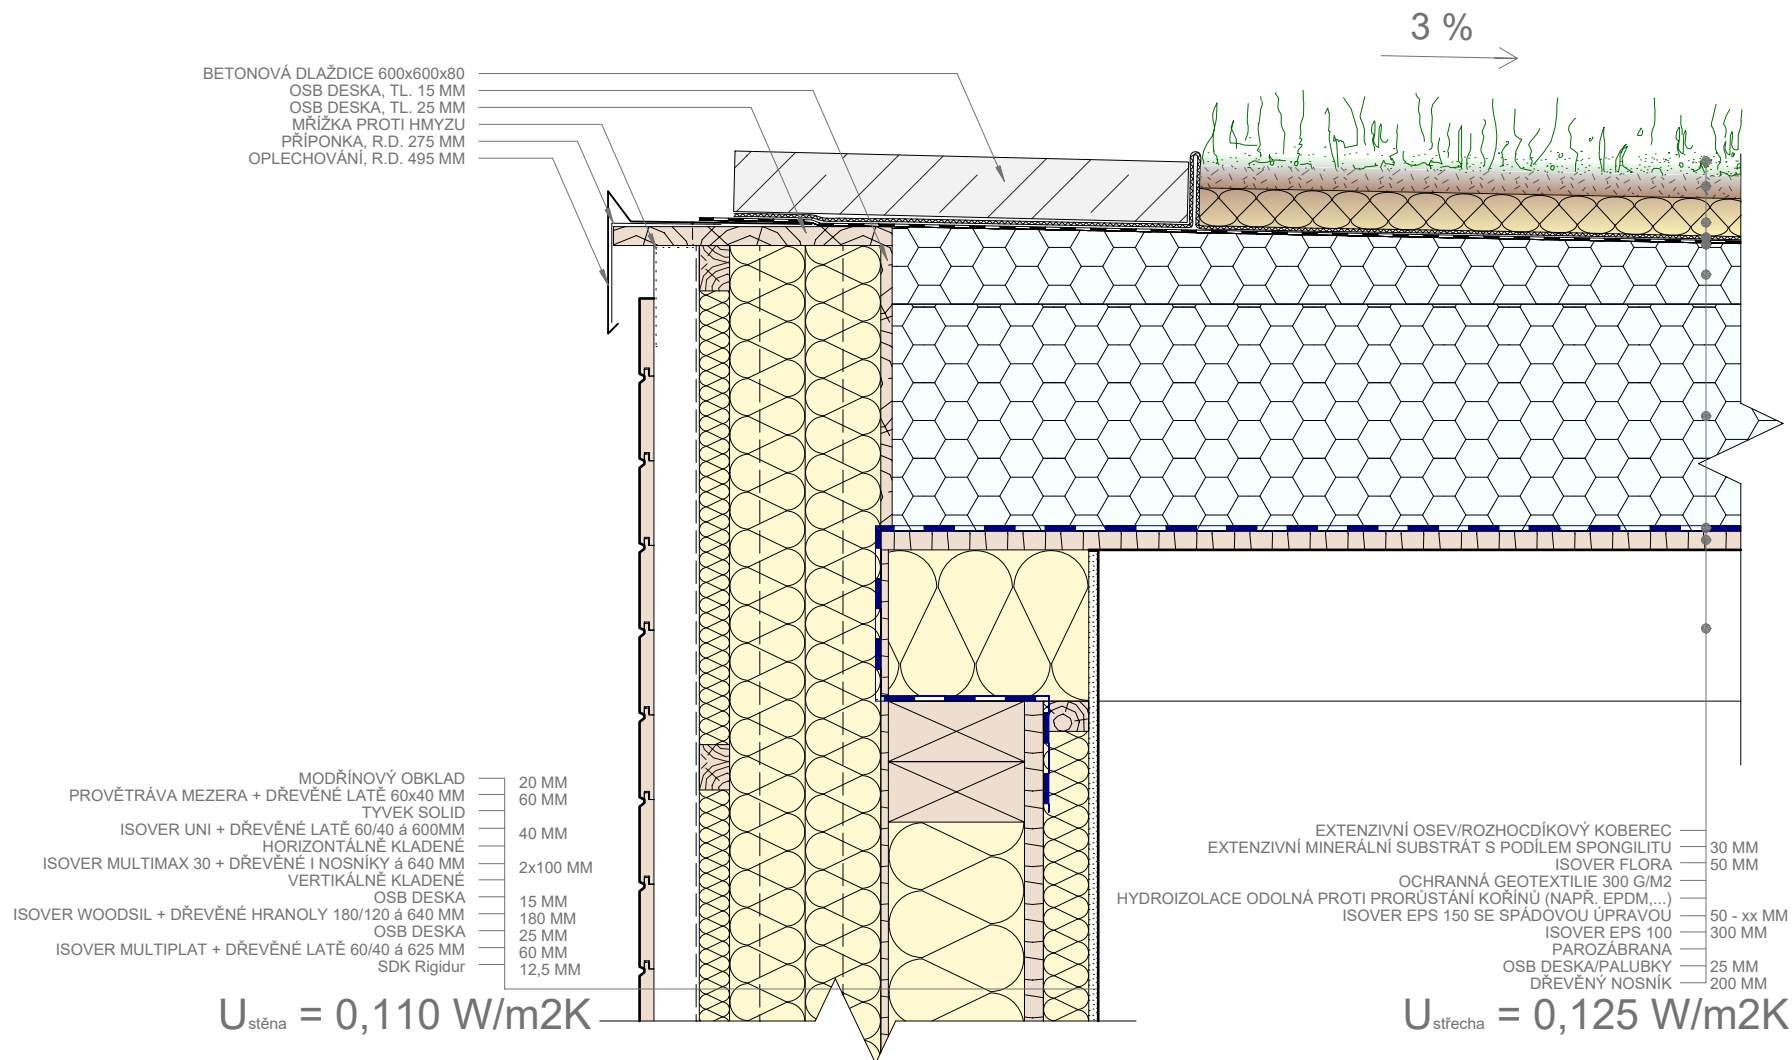 3 %
BETONOVÁ DLAŽDICE 600x600x80
OSB DESKA, TL. 15 MM
OSB DESKA, TL. 25 MM
MŘÍŽKA PROTI HMYZU
PŘÍPONKA, R.D. 275 MM
OPLECHOVÁNÍ, R.D. 495 MM
MODŘÍNOVÝ OBKLAD 20 MM
PROVĚTRÁVA MEZERA + DŘEVĚNÉ LATĚ 60x40 MM 60 MM
TYVEK SOLID
ISOVER UNI + DŘEVĚNÉ LATĚ 60/40 á 600MM 40 MM
HORIZONTÁLNĚ KLADENÉ
ISOVER MULTIMAX 30 + DŘEVĚNÉ I NOSNÍKY á 640 MM 2x100 MM
VERTIKÁLNĚ KLADENÉ
OSB DESKA 15 MM
ISOVER WOODSIL + DŘEVĚNÉ HRANOLY 180/120 á 640 MM 180 MM
OSB DESKA 25 MM
ISOVER MULTIPLAT + DŘEVĚNÉ LATĚ 60/40 á 625 MM 60 MM
SDK Rigidur 12,5 MM
Ustěna = 0,110 W/m2K
EXTENZIVNÍ OSEV/ROZHOCDÍKOVÝ KOBEREC
EXTENZIVNÍ MINERÁLNÍ SUBSTRÁT S PODÍLEM SPONGILITU 30 MM
ISOVER FLORA 50 MM
OCHRANNÁ GEOTEXTILIE 300 G/M2
HYDROIZOLACE ODOLNÁ PROTI PRORŮSTÁNÍ KOŘÍNŮ (NAPŘ. EPDM,...)
ISOVER EPS 150 SE SPÁDOVOU ÚPRAVOU 50 - xx MM
ISOVER EPS 100 300 MM
PAROZÁBRANA
OSB DESKA/PALUBKY 25 MM
DŘEVĚNÝ NOSNÍK 200 MM
Ustřecha = 0,125 W/m2K